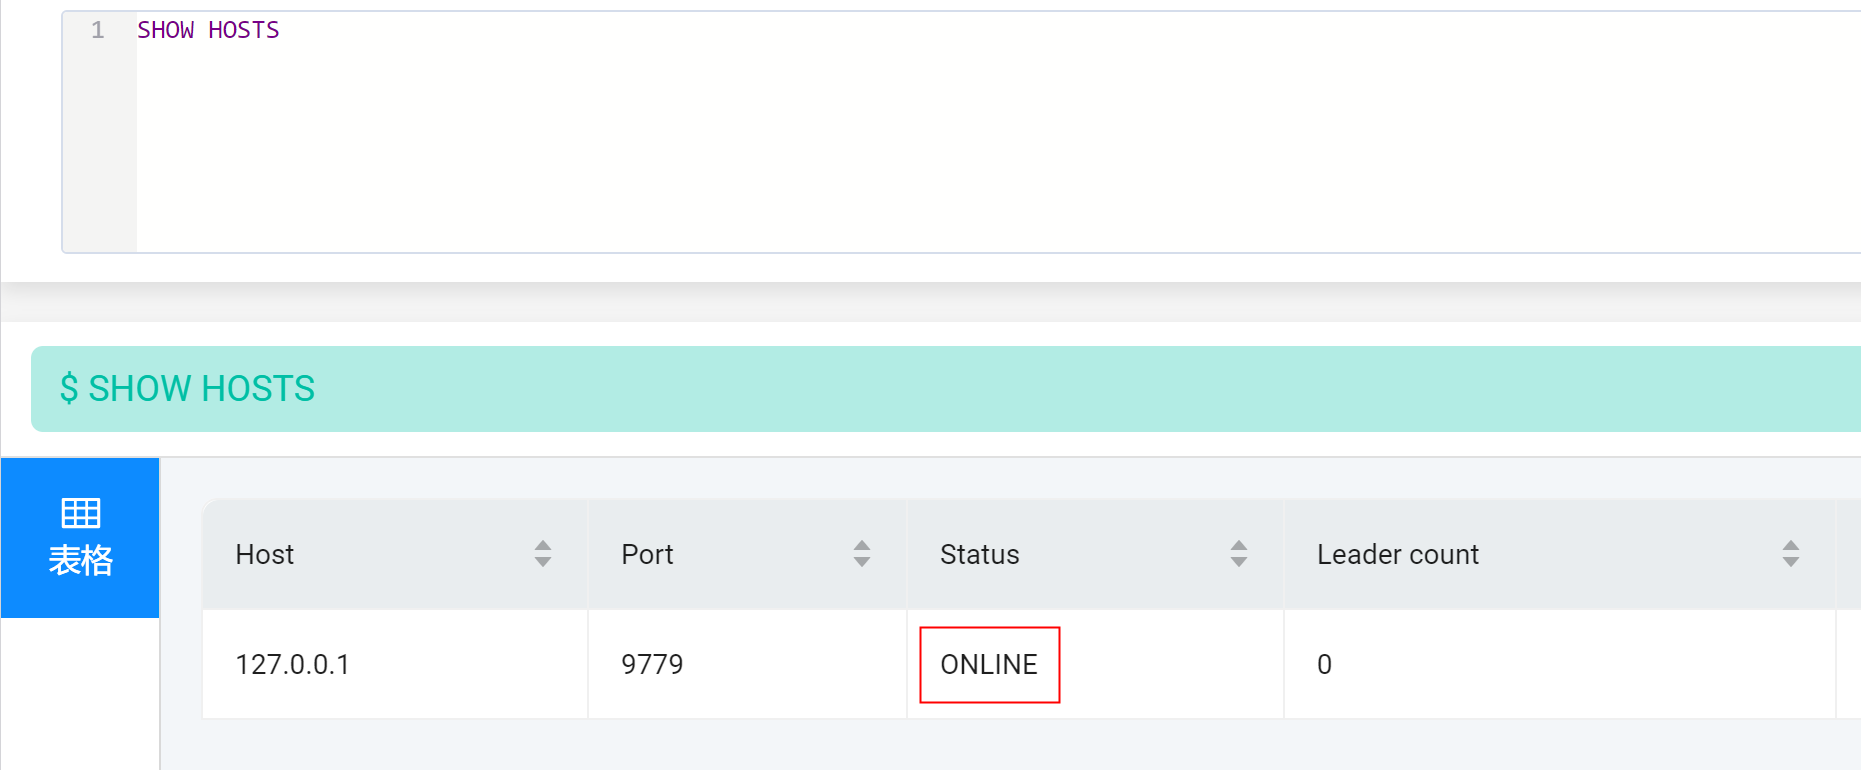 1 SHOW HOSTS
$ SHOW HOSTS
表格
Host Port Status Leader count
127.0.0.1 9779 ONLINE 0